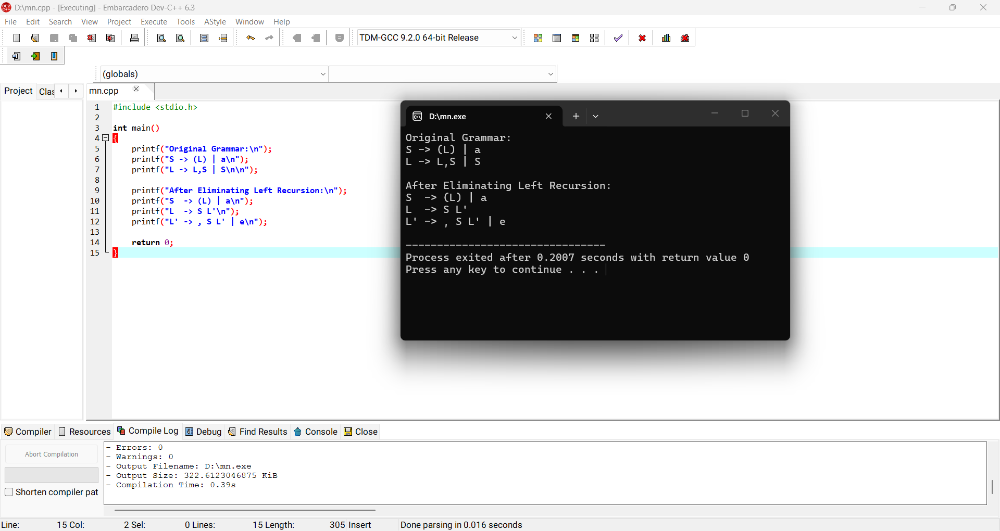 D:\mn.cpp - [Executing] - Embarcadero Dev-C++ 6.3
File Edit Search View Project Execute Tools AStyle Window Help
TDM-GCC 9.2.0 64-bit Release
(globals)
Project Clas
mn.cpp
1 #include <stdio.h>
2
3 int main()
4 {
5 printf("Original Grammar:\n");
6 printf("S -> (L) | a\n");
7 printf("L -> L,S | S\n\n");
8
9 printf("After Eliminating Left Recursion:\n");
10 printf("S  -> (L) | a\n");
11 printf("L  -> S L'\n");
12 printf("L' -> , S L' | e\n");
13
14 return 0;
15 }
D:\mn.exe
Original Grammar:
S -> (L) | a
L -> L,S | S
After Eliminating Left Recursion:
S  -> (L) | a
L  -> S L'
L' -> , S L' | e
--------------------------------
Process exited after 0.2007 seconds with return value 0
Press any key to continue . . .
Compiler Resources Compile Log Debug Find Results Console Close
Abort Compilation
Shorten compiler pat
- Errors: 0
- Warnings: 0
- Output Filename: D:\mn.exe
- Output Size: 322.6123046875 KiB
- Compilation Time: 0.39s
Line: 15 Col: 2 Sel: 0 Lines: 15 Length: 305 Insert Done parsing in 0.016 seconds